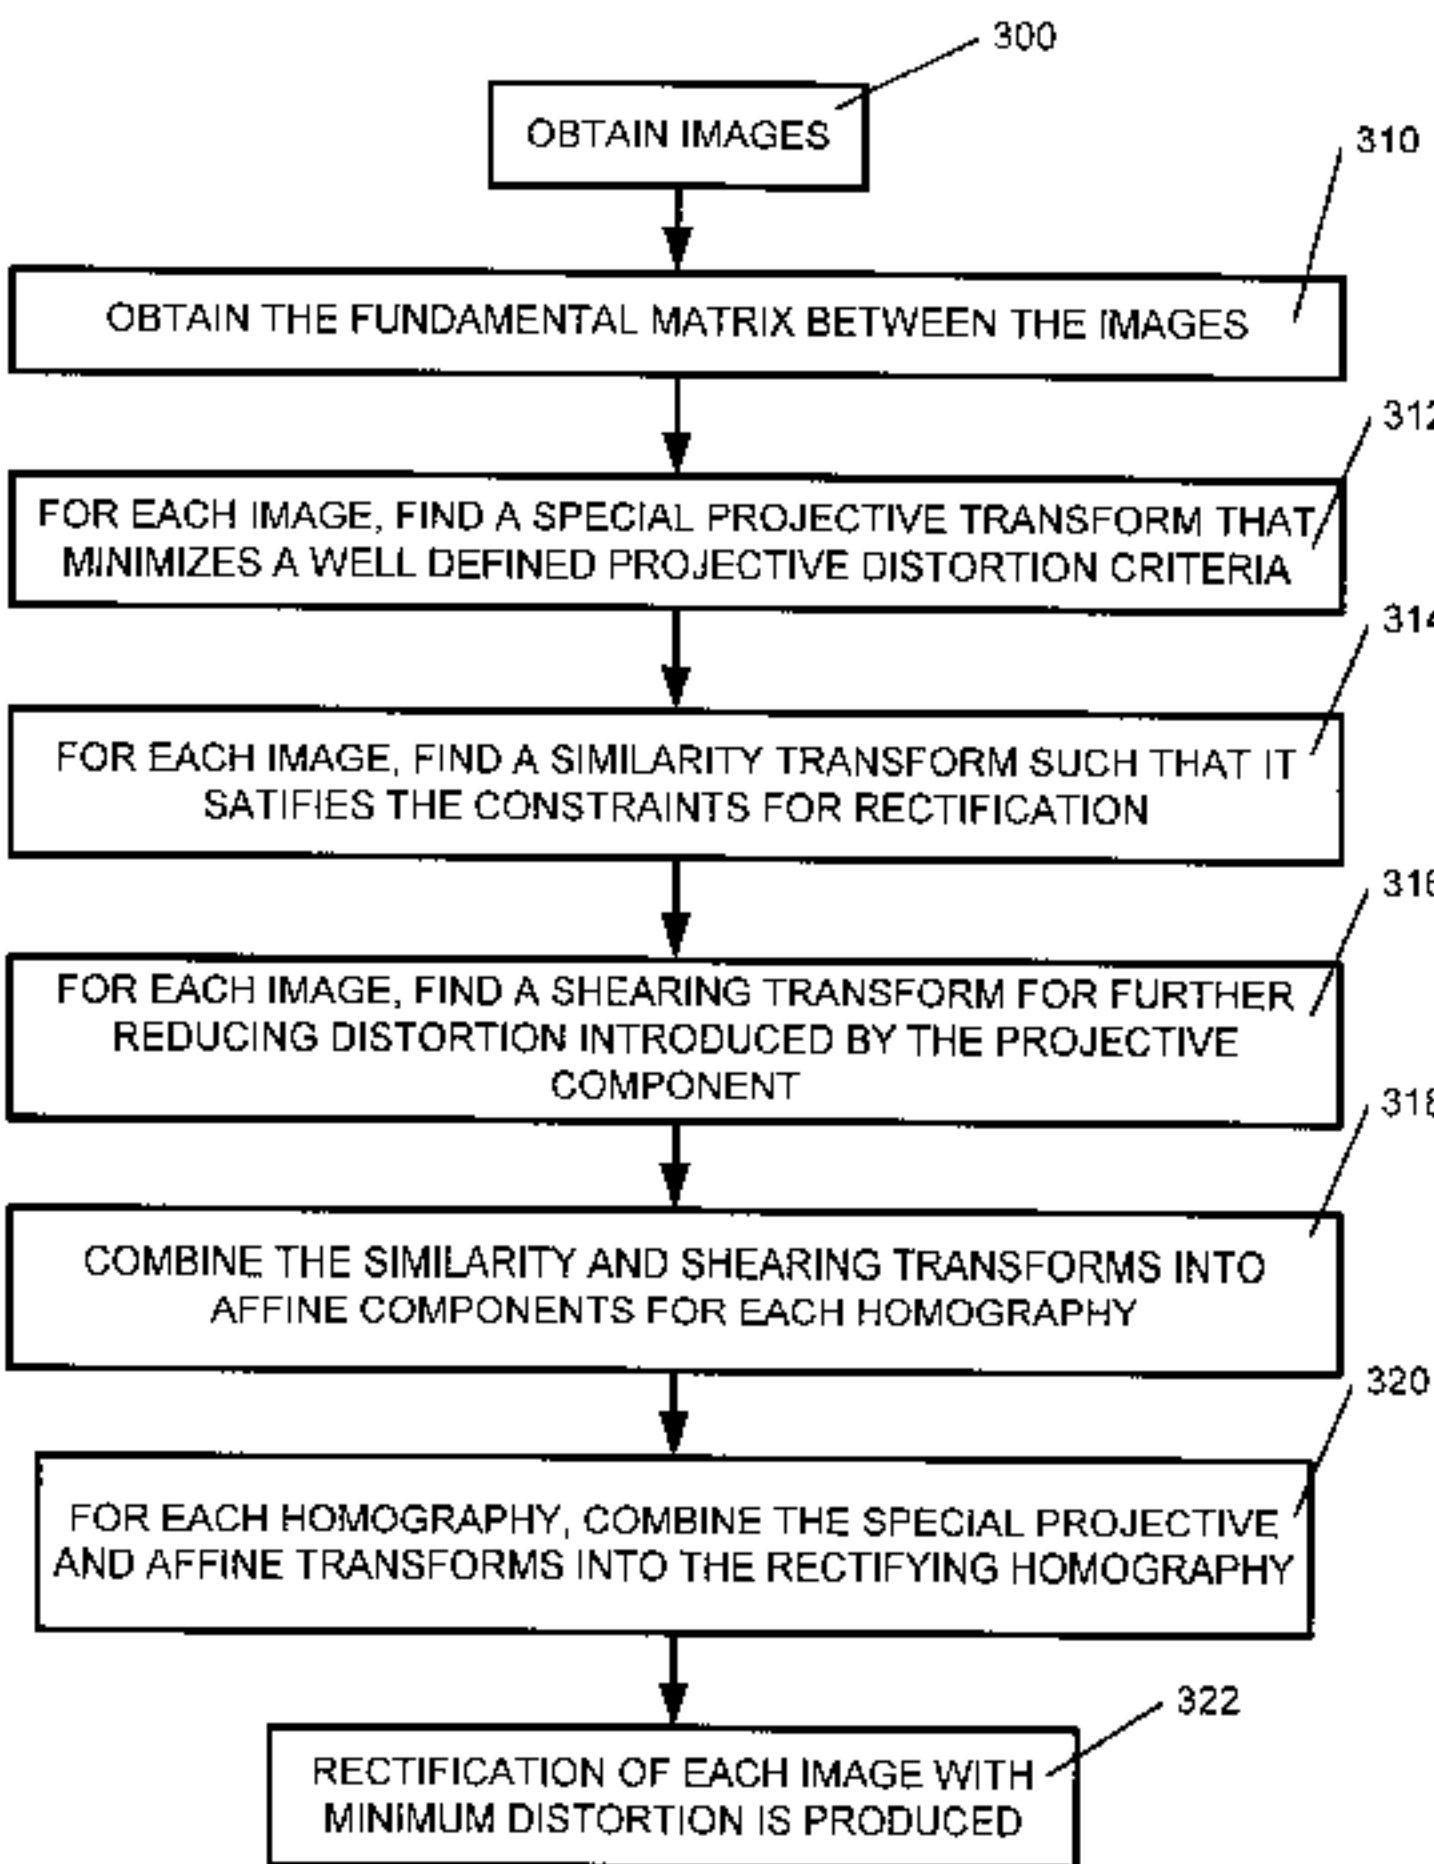 300
OBTAIN IMAGES
310
OBTAIN THE FUNDAMENTAL MATRIX BETWEEN THE IMAGES
312
FOR EACH IMAGE, FIND A SPECIAL PROJECTIVE TRANSFORM THAT
MINIMIZES A WELL DEFINED PROJECTIVE DISTORTION CRITERIA
314
FOR EACH IMAGE, FIND A SIMILARITY TRANSFORM SUCH THAT IT
SATIFIES THE CONSTRAINTS FOR RECTIFICATION
316
FOR EACH IMAGE, FIND A SHEARING TRANSFORM FOR FURTHER
REDUCING DISTORTION INTRODUCED BY THE PROJECTIVE
COMPONENT
318
COMBINE THE SIMILARITY AND SHEARING TRANSFORMS INTO
AFFINE COMPONENTS FOR EACH HOMOGRAPHY
320
FOR EACH HOMOGRAPHY, COMBINE THE SPECIAL PROJECTIVE
AND AFFINE TRANSFORMS INTO THE RECTIFYING HOMOGRAPHY
322
RECTIFICATION OF EACH IMAGE WITH
MINIMUM DISTORTION IS PRODUCED